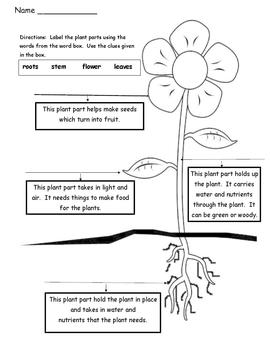 Name
Directions: Label the plant parts using the
words from the word box. Use the clues given
in the box.
roots stem flower leaves
This plant part helps make seeds
which turn into fruit.
This plant part takes in light and
air. It needs things to make food
for the plants.
This plant part holds up
the plant. It carries
water and nutrients
through the plant. It
can be green or woody.
This plant part hold the plant in place
and takes in water and
nutrients that the plant needs.